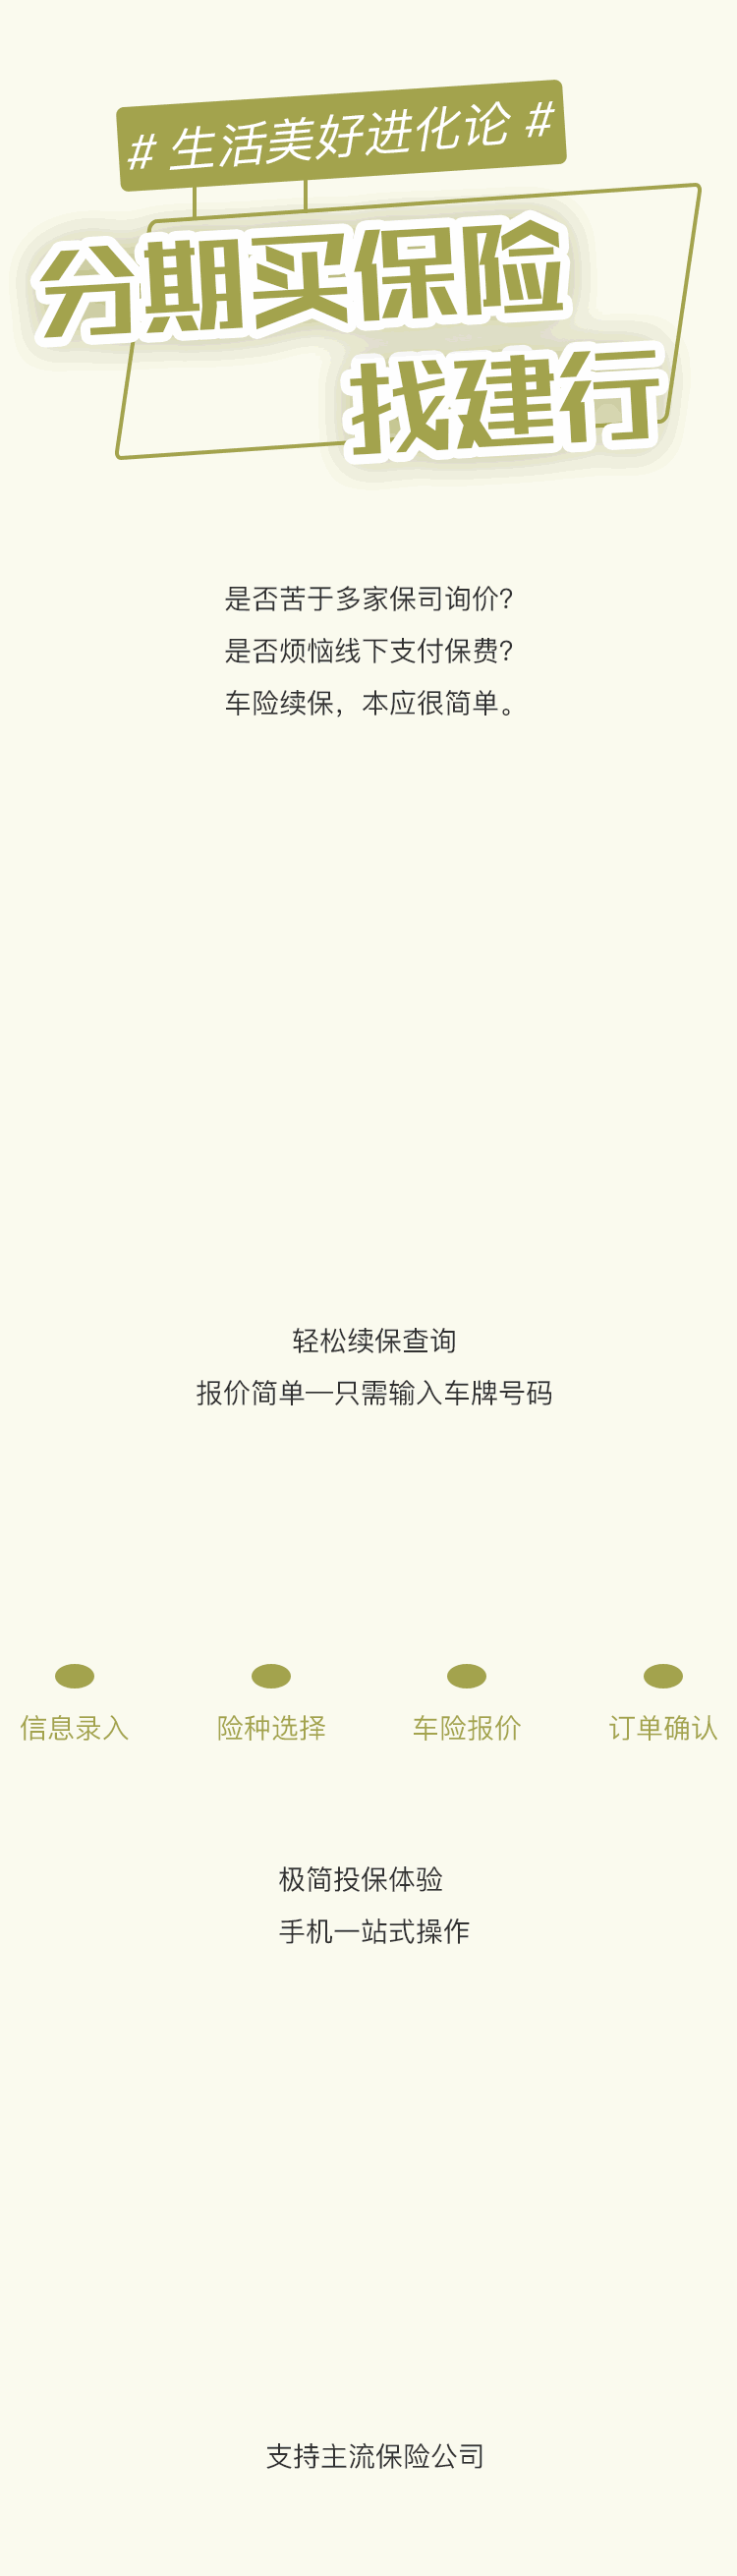 # 生活美好进化论 #
分期买保险
找建行
是否苦于多家保司询价？
是否烦恼线下支付保费？
车险续保，本应很简单。
轻松续保查询
报价简单—只需输入车牌号码
信息录入 险种选择 车险报价 订单确认
极简投保体验
手机一站式操作
支持主流保险公司